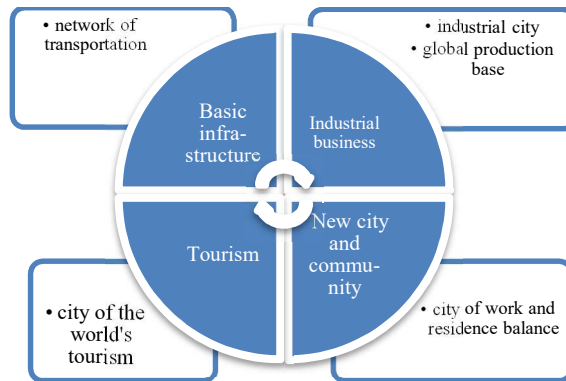 • network of
transportation
• industrial city
• global production
base
Basic
infra-
structure
Industrial
business
Tourism
New city
and
commu-
nity
• city of the
world's
tourism
• city of work and
residence balance